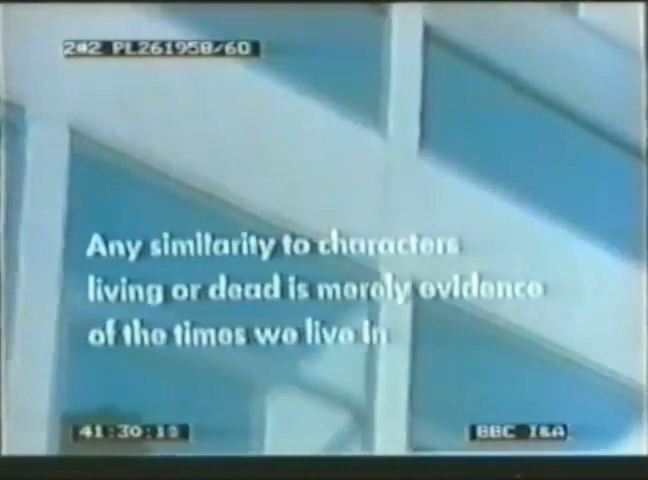 2#2 PL261958/60
Any similarity to characters
living or dead is merely evidence
of the times we live in
41:30:18
BBC I&A